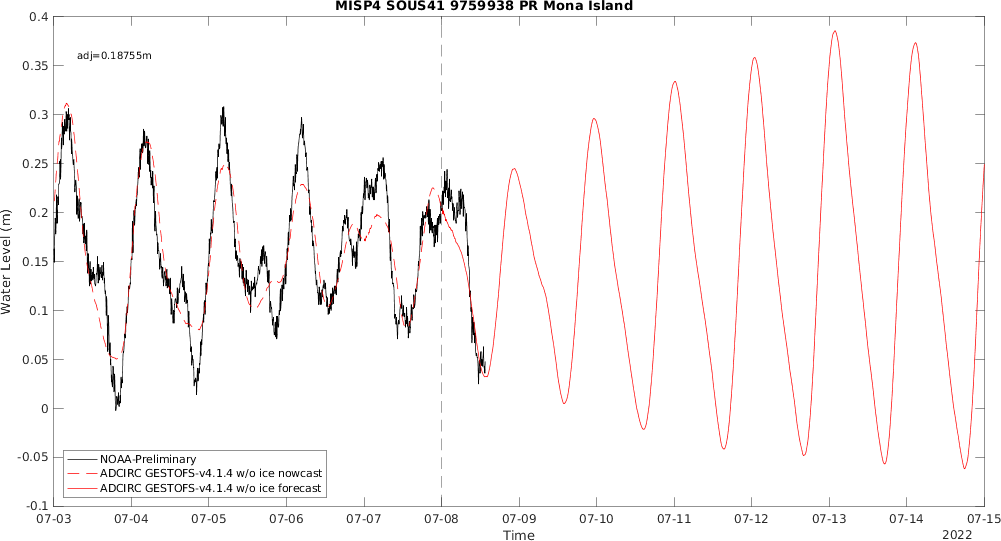 MISP4 SOUS41 9759938 PR Mona Island
adj=0.18755m
0.4
0.35
0.3
0.25
0.2
0.15
0.1
0.05
0
-0.05
-0.1
Water Level (m)
NOAA-Preliminary
ADCIRC GESTOFS-v4.1.4 w/o ice nowcast
ADCIRC GESTOFS-v4.1.4 w/o ice forecast
07-03 07-04 07-05 07-06 07-07 07-08 07-09 07-10 07-11 07-12 07-13 07-14 07-15
Time
2022